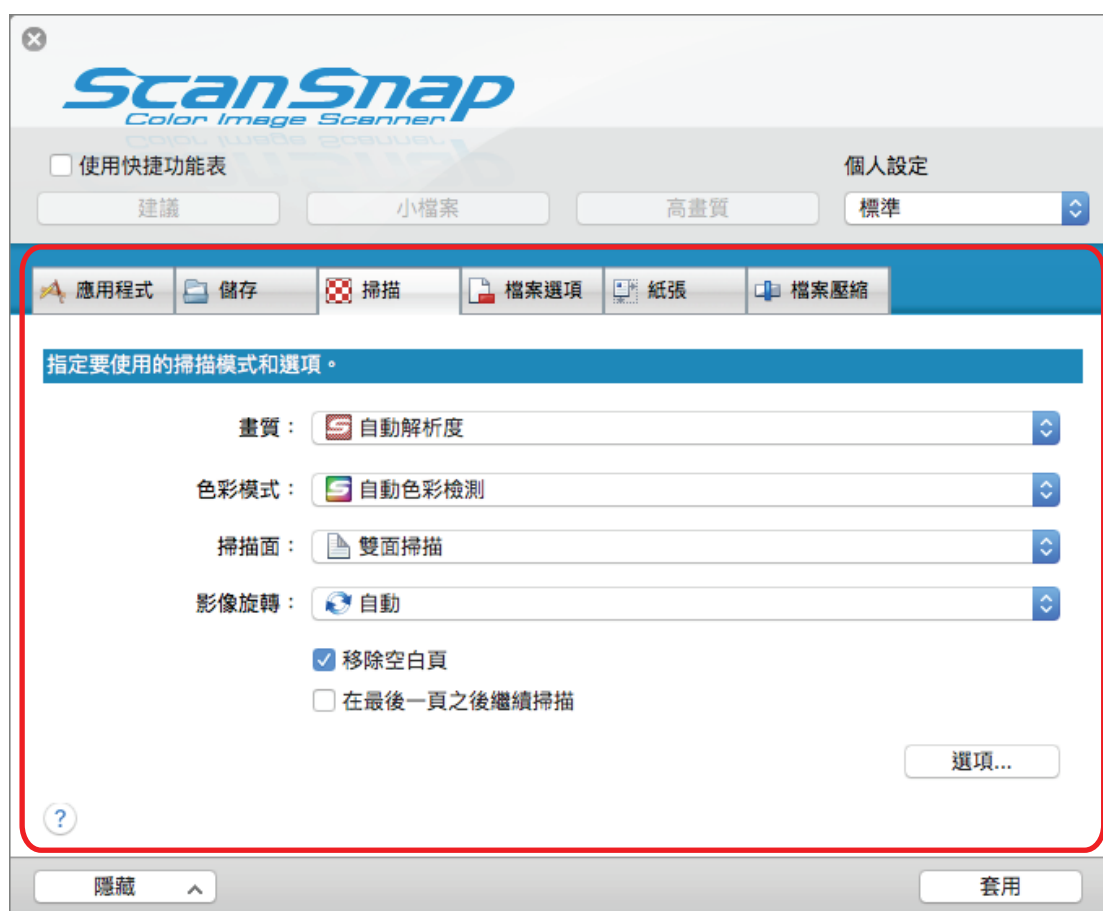 ScanSnap
Color Image Scanner
使用快捷功能表
個人設定
建議 小檔案 高畫質 標準
應用程式 儲存 掃描 檔案選項 紙張 檔案壓縮
指定要使用的掃描模式和選項。
畫質： 自動解析度
色彩模式： 自動色彩檢測
掃描面： 雙面掃描
影像旋轉： 自動
移除空白頁
在最後一頁之後繼續掃描
選項...
?
隱藏 套用